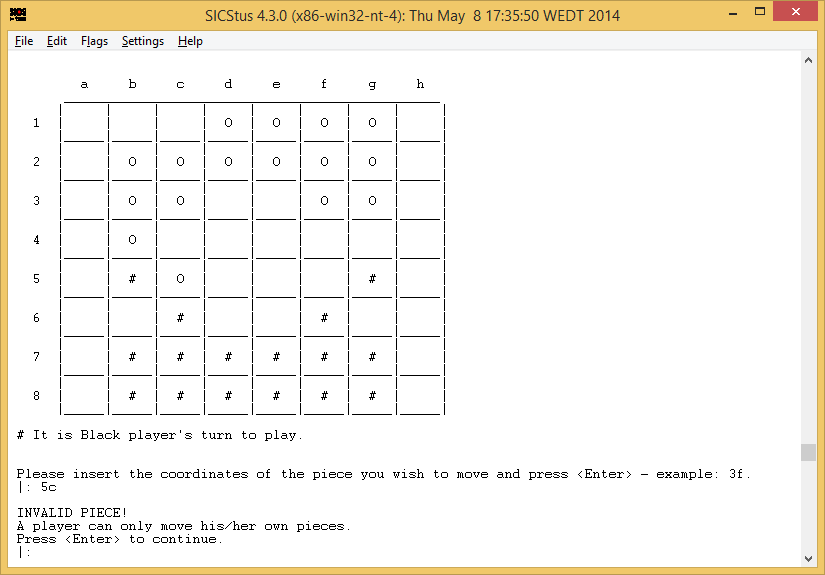 SICStus 4.3.0 (x86-win32-nt-4): Thu May  8 17:35:50 WEDT 2014
File Edit Flags Settings Help
a b c d e f g h
1 O O O O
2 O O O O O O
3 O O O O
4 O
5 # O #
6 # #
7 # # # # # #
8 # # # # # #
# It is Black player's turn to play.
Please insert the coordinates of the piece you wish to move and press <Enter> - example: 3f.
|: 5c
INVALID PIECE!
A player can only move his/her own pieces.
Press <Enter> to continue.
|: